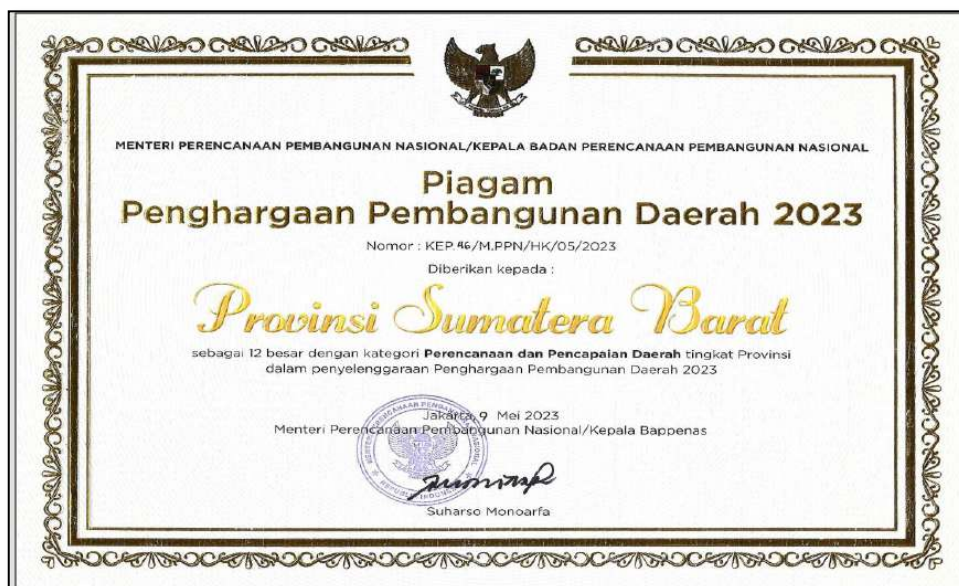 MENTERI PERENCANAAN PEMBANGUNAN NASIONAL/KEPALA BADAN PERENCANAAN PEMBANGUNAN NASIONAL
Piagam
Penghargaan Pembangunan Daerah 2023
Nomor : KEP.46/M.PPN/HK/05/2023
Diberikan kepada :
Provinsi Sumatera Barat
sebagai 12 besar dengan kategori Perencanaan dan Pencapaian Daerah tingkat Provinsi
dalam penyelenggaraan Penghargaan Pembangunan Daerah 2023
Jakarta, 9 Mei 2023
Menteri Perencanaan Pembangunan Nasional/Kepala Bappenas
REPUBLIK INDONESIA
Suharso Monoarfa